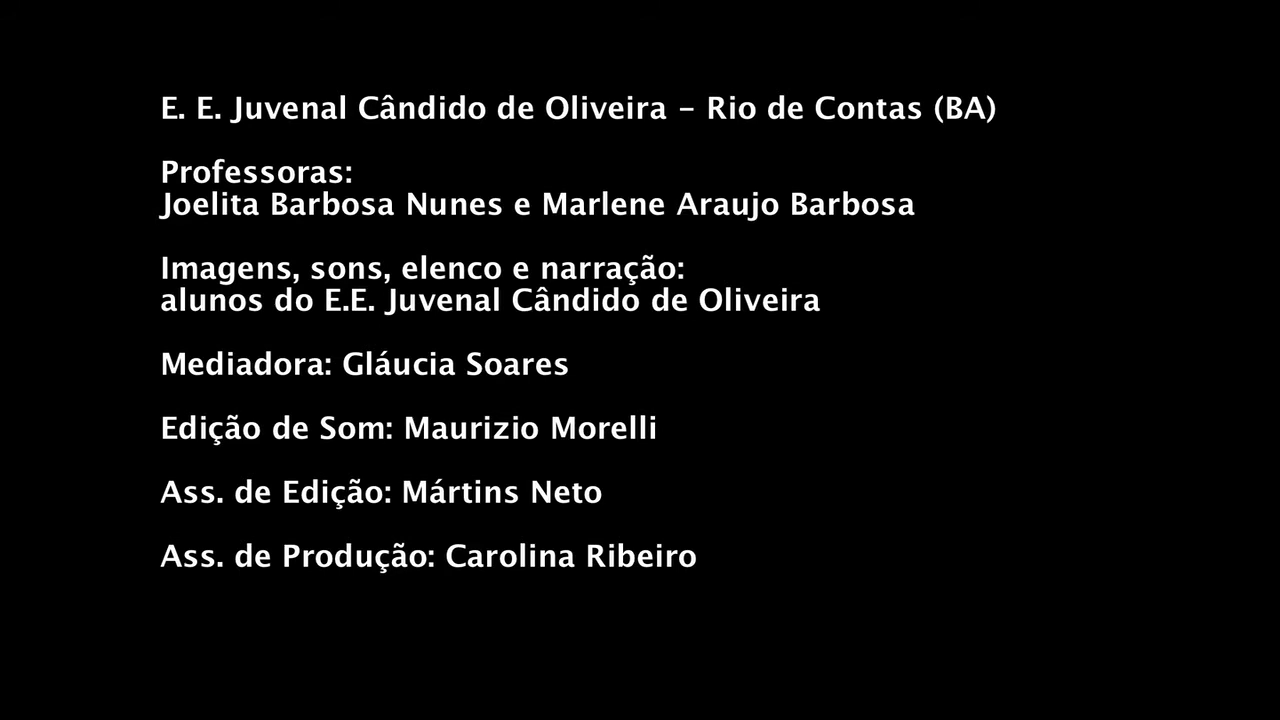 E. E. Juvenal Cândido de Oliveira – Rio de Contas (BA)
Professoras:
Joelita Barbosa Nunes e Marlene Araujo Barbosa
Imagens, sons, elenco e narração:
alunos do E.E. Juvenal Cândido de Oliveira
Mediadora: Gláucia Soares
Edição de Som: Maurizio Morelli
Ass. de Edição: Mártins Neto
Ass. de Produção: Carolina Ribeiro